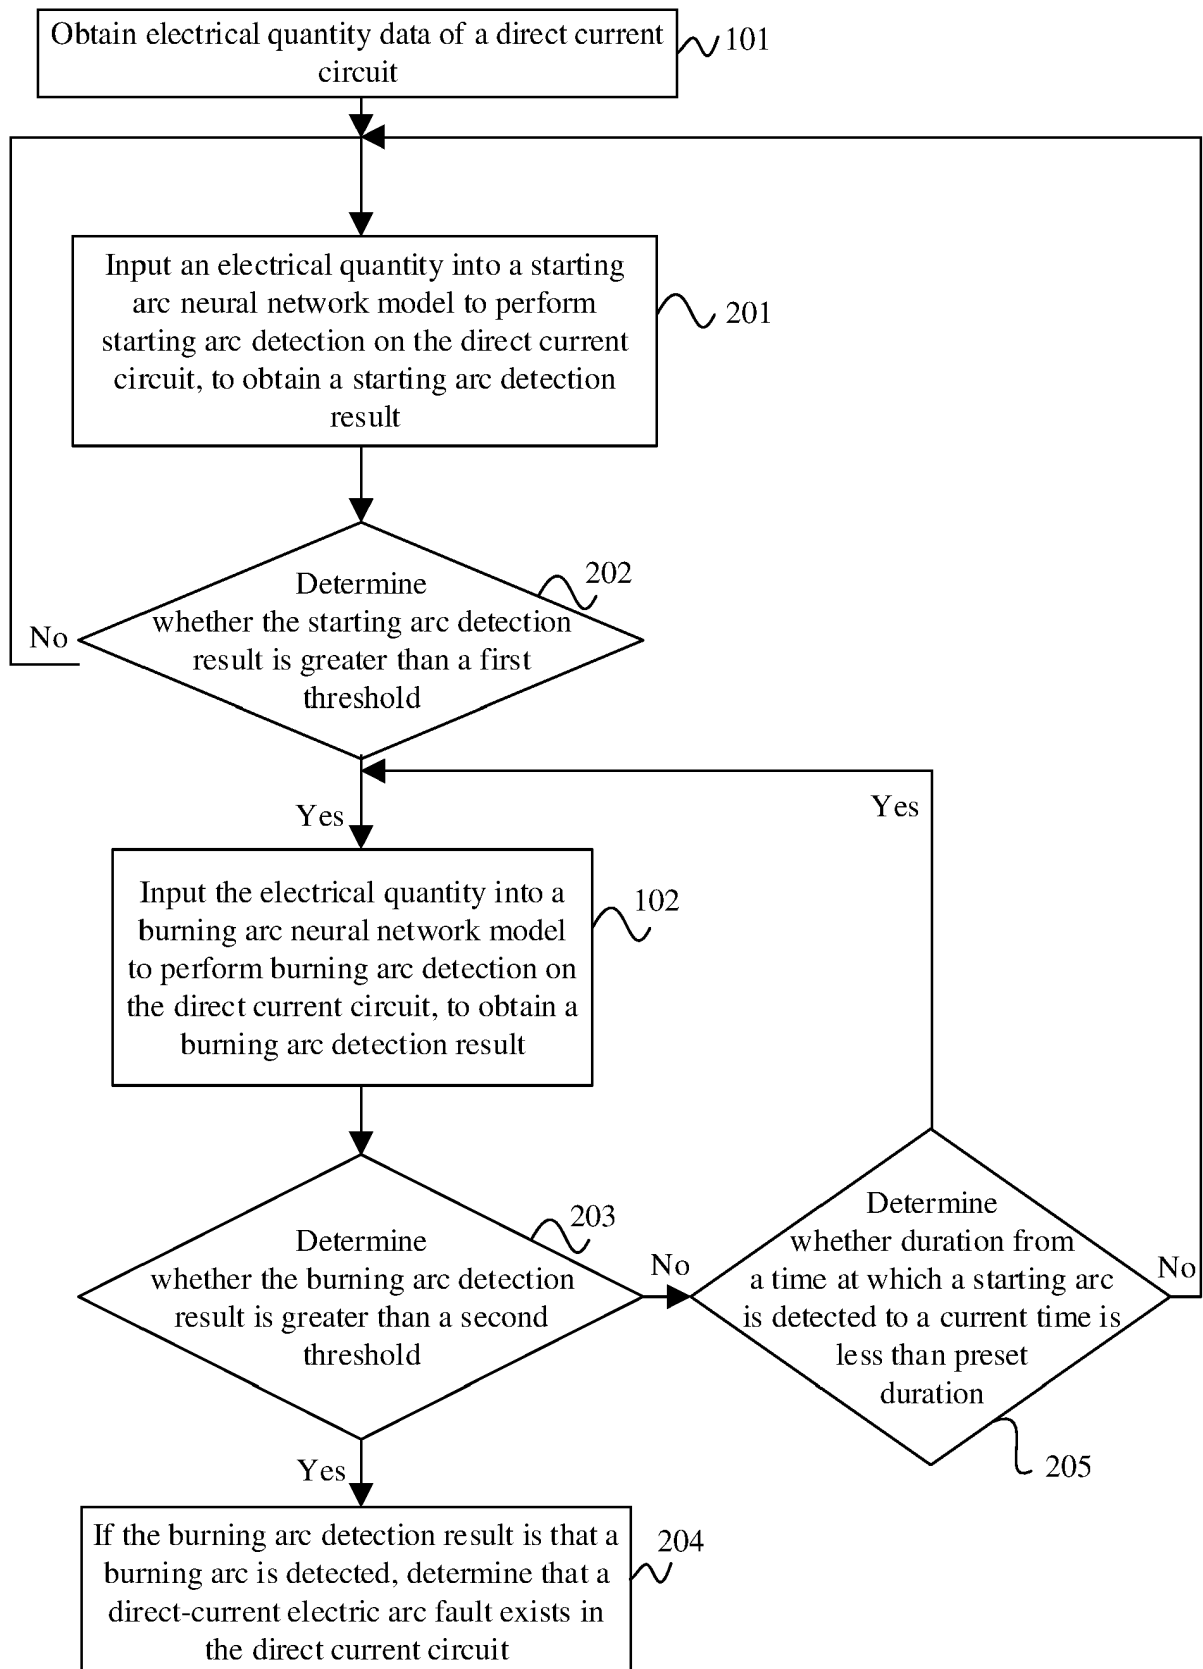 Obtain electrical quantity data of a direct current
circuit
101
Input an electrical quantity into a starting
arc neural network model to perform
starting arc detection on the direct current
circuit, to obtain a starting arc detection
result
201
Determine
whether the starting arc detection
result is greater than a first
threshold
202
No
Yes
Yes
Input the electrical quantity into a
burning arc neural network model
to perform burning arc detection on
the direct current circuit, to obtain a
burning arc detection result
102
Determine
whether the burning arc detection
result is greater than a second
threshold
203
No
Determine
whether duration from
a time at which a starting arc
is detected to a current time is
less than preset
duration
No
205
Yes
If the burning arc detection result is that a
burning arc is detected, determine that a
direct-current electric arc fault exists in
the direct current circuit
204